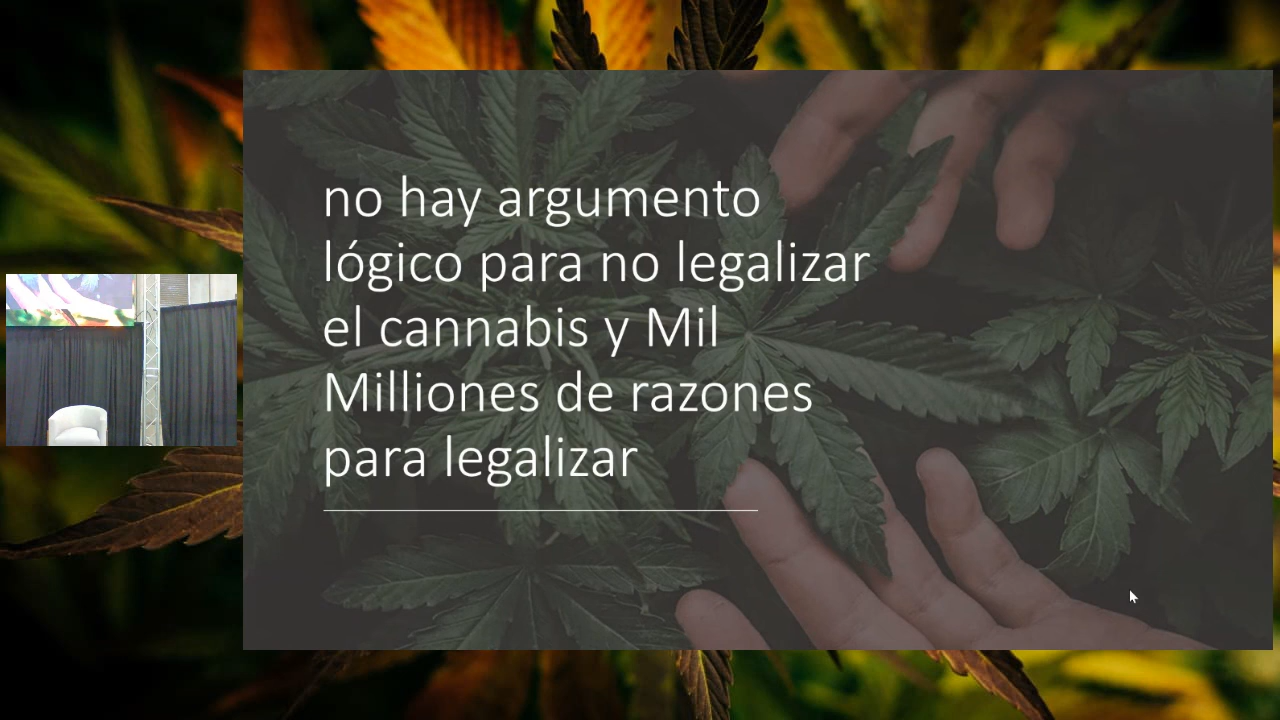 no hay argumento
lógico para no legalizar
el cannabis y Mil
Milliones de razones
para legalizar